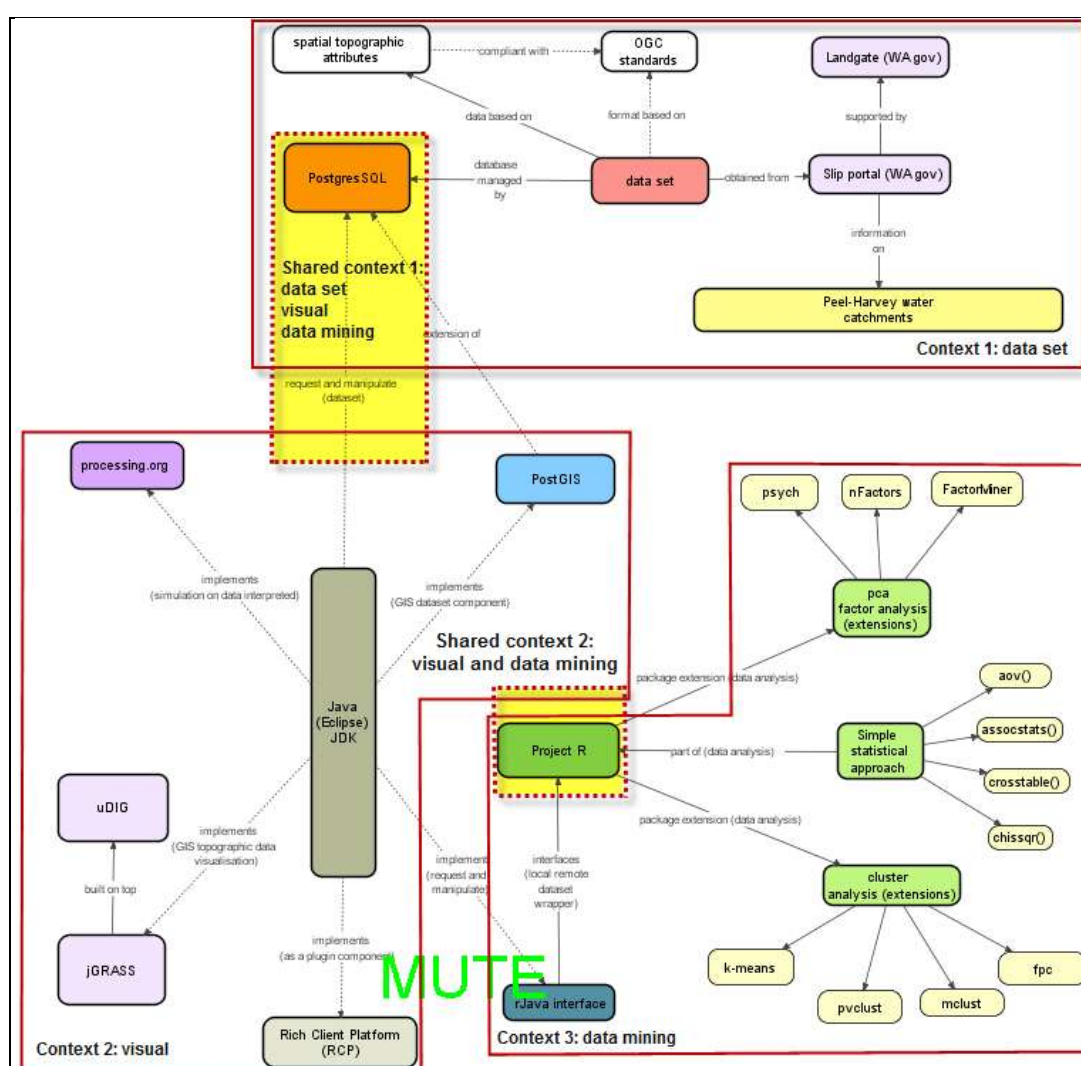 spatial topographic
attributes
compliant with
OGC
standards
Landgate (WA gov)
data based on
format based on
supported by
PostgresSQL
database
managed
by
data set
obtained from
Slip portal (WA gov)
information
on
Shared context 1:
data set
visual
data mining
extension of
Peel-Harvey water
catchments
Context 1: data set
request and manipulate
(dataset)
processing.org
PostGIS
psych
nFactors
FactorMiner
implements
(simulation on data interpreted)
implements
(GIS dataset component)
pca
factor analysis
(extensions)
Shared context 2:
visual and data mining
package extension (data analysis)
aov()
Java
(Eclipse)
JDK
Project R
part of (data analysis)
Simple
statistical
approach
assocstats()
crosstable()
chissqr()
uDIG
implements
(GIS topographic data
visualisation)
package extension (data analysis)
built on top
implement
(request and
manipulate)
interfaces
(local remote
dataset
wrapper)
cluster
analysis (extensions)
jGRASS
implements
(as a plugin component)
MUTE
k-means
fpc
pvclust
mclust
rJava interface
Rich Client Platform
(RCP)
Context 2: visual
Context 3: data mining